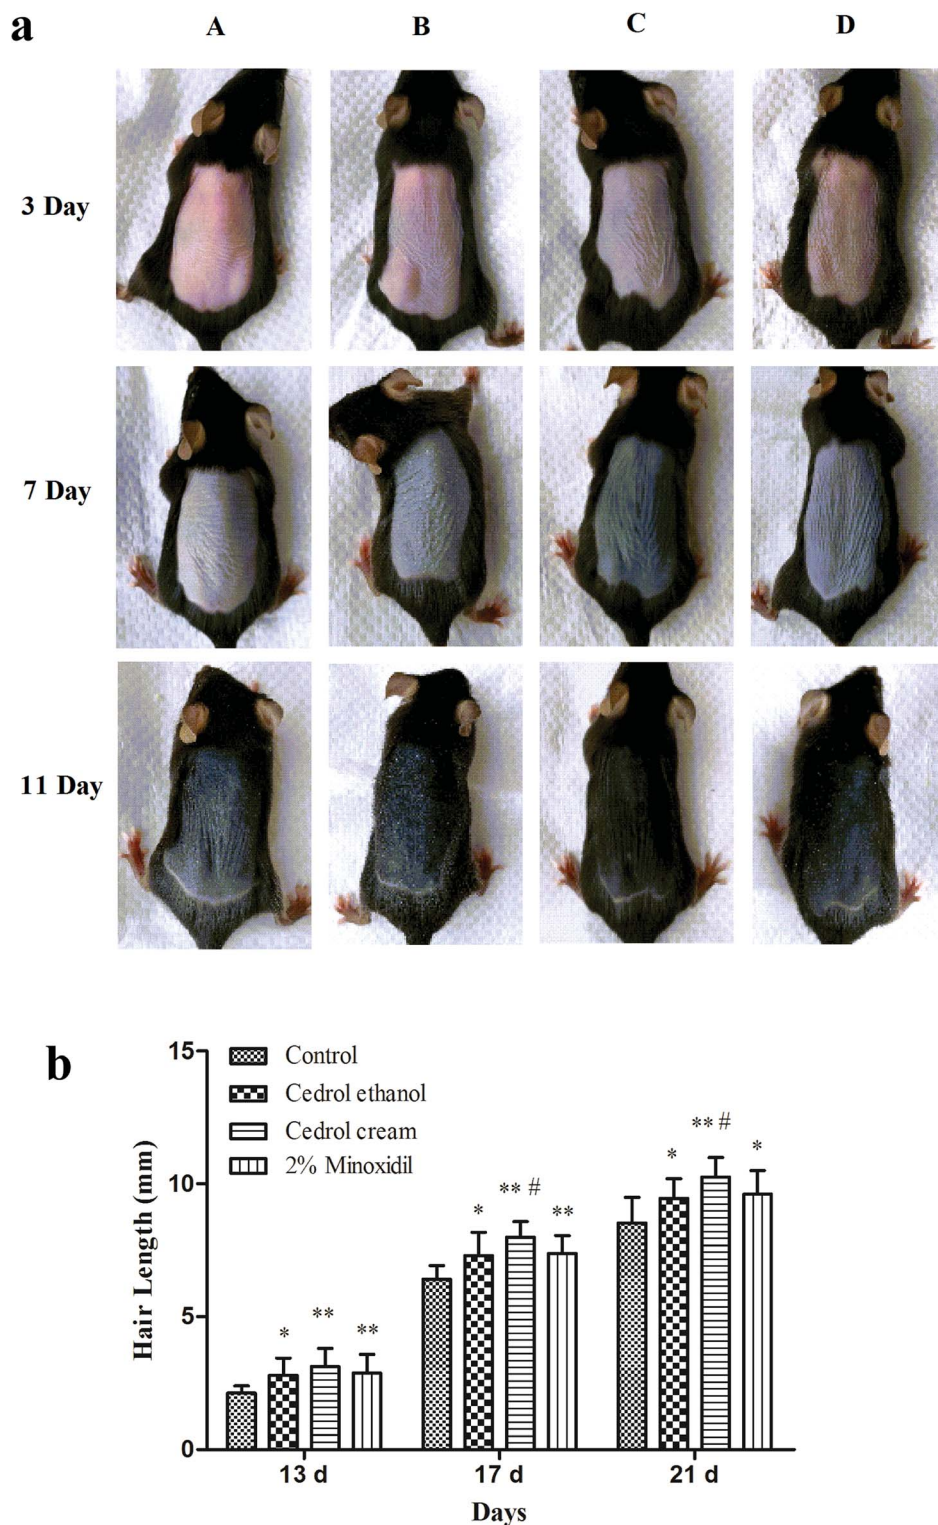 a
A B C D
3 Day
7 Day
11 Day
b
15
10
5
0
Hair Length (mm)
Control
Cedrol ethanol
Cedrol cream
2% Minoxidil
* ** **
* ** # **
* ** # *
13 d 17 d 21 d
Days